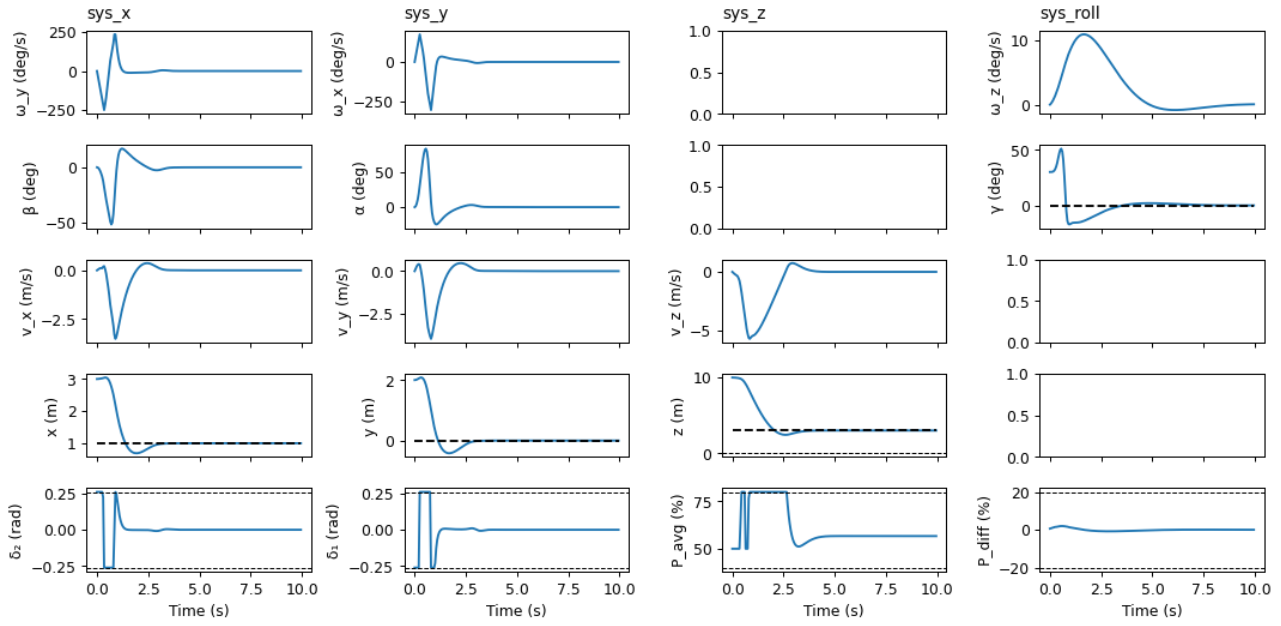 sys_x
sys_y
sys_z
sys_roll
ω_y (deg/s)
250
0
−250
ω_x (deg/s)
0
−250
1.0
0.5
0.0
ω_z (deg/s)
10
0
β (deg)
0
−50
α (deg)
50
0
1.0
0.5
0.0
γ (deg)
50
0
v_x (m/s)
0.0
−2.5
v_y (m/s)
0.0
−2.5
v_z (m/s)
0
−5
1.0
0.5
0.0
x (m)
3
2
1
y (m)
2
0
z (m)
10
0
1.0
0.5
0.0
δ₂ (rad)
0.25
0.00
−0.25
δ₁ (rad)
0.25
0.00
−0.25
P_avg (%)
75
50
P_diff (%)
20
0
−20
0.0 2.5 5.0 7.5 10.0
0.0 2.5 5.0 7.5 10.0
0.0 2.5 5.0 7.5 10.0
0.0 2.5 5.0 7.5 10.0
Time (s)
Time (s)
Time (s)
Time (s)